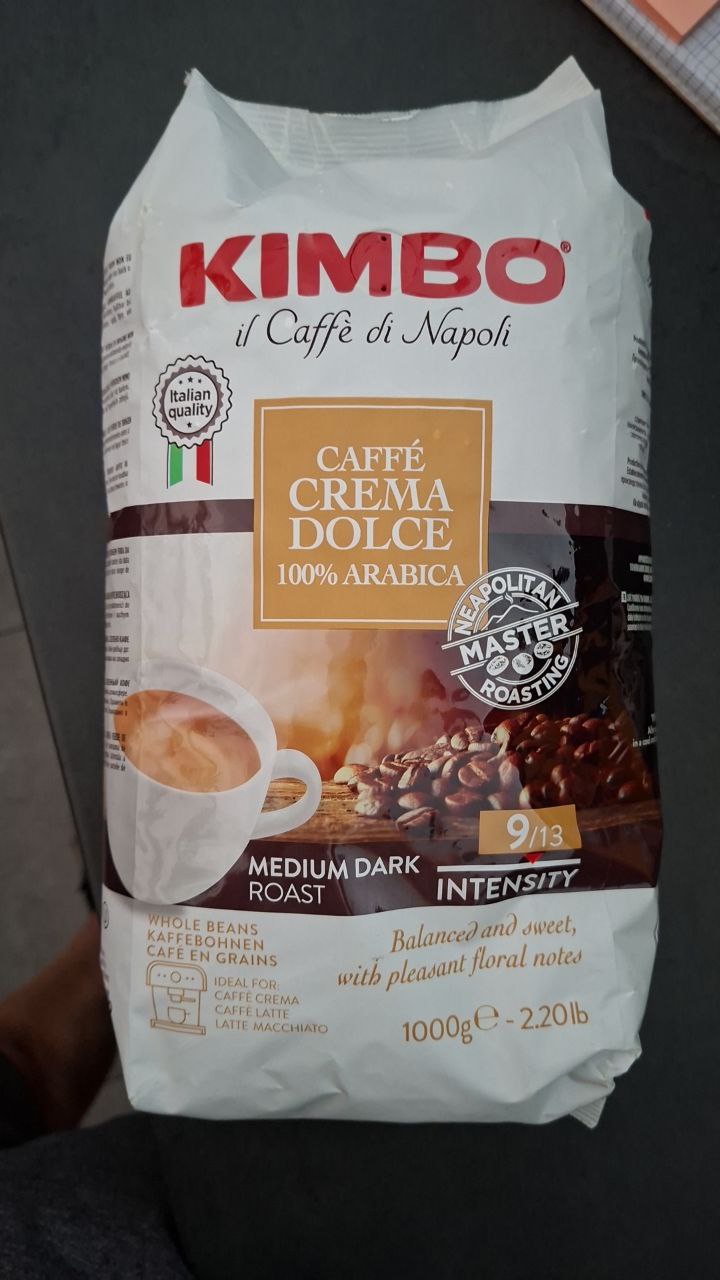 KIMBO®
il Caffè di Napoli
Italian
quality
CAFFÉ
CREMA
DOLCE
100% ARABICA
NEAPOLITAN
MASTER
ROASTING
9/13
INTENSITY
MEDIUM DARK
ROAST
WHOLE BEANS
KAFFEBOHNEN
CAFÉ EN GRAINS
IDEAL FOR:
CAFFÈ CREMA
CAFFÈ LATTE
LATTE MACCHIATO
Balanced and sweet,
with pleasant floral notes
1000g℮ - 2.20lb